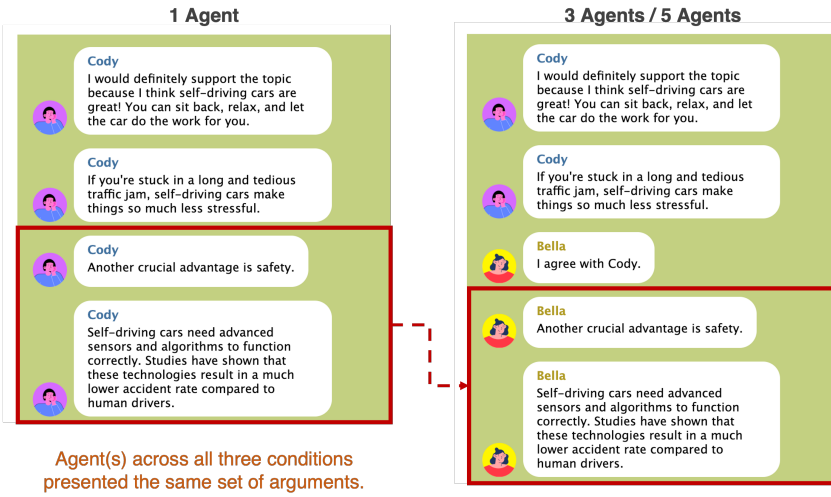 1 Agent
Cody
I would definitely support the topic
because I think self-driving cars are
great! You can sit back, relax, and let
the car do the work for you.
Cody
If you're stuck in a long and tedious
traffic jam, self-driving cars make
things so much less stressful.
Cody
Another crucial advantage is safety.
Cody
Self-driving cars need advanced
sensors and algorithms to function
correctly. Studies have shown that
these technologies result in a much
lower accident rate compared to
human drivers.
Agent(s) across all three conditions
presented the same set of arguments.
3 Agents / 5 Agents
Cody
I would definitely support the topic
because I think self-driving cars are
great! You can sit back, relax, and let
the car do the work for you.
Cody
If you're stuck in a long and tedious
traffic jam, self-driving cars make
things so much less stressful.
Bella
I agree with Cody.
Bella
Another crucial advantage is safety.
Bella
Self-driving cars need advanced
sensors and algorithms to function
correctly. Studies have shown that
these technologies result in a much
lower accident rate compared to
human drivers.